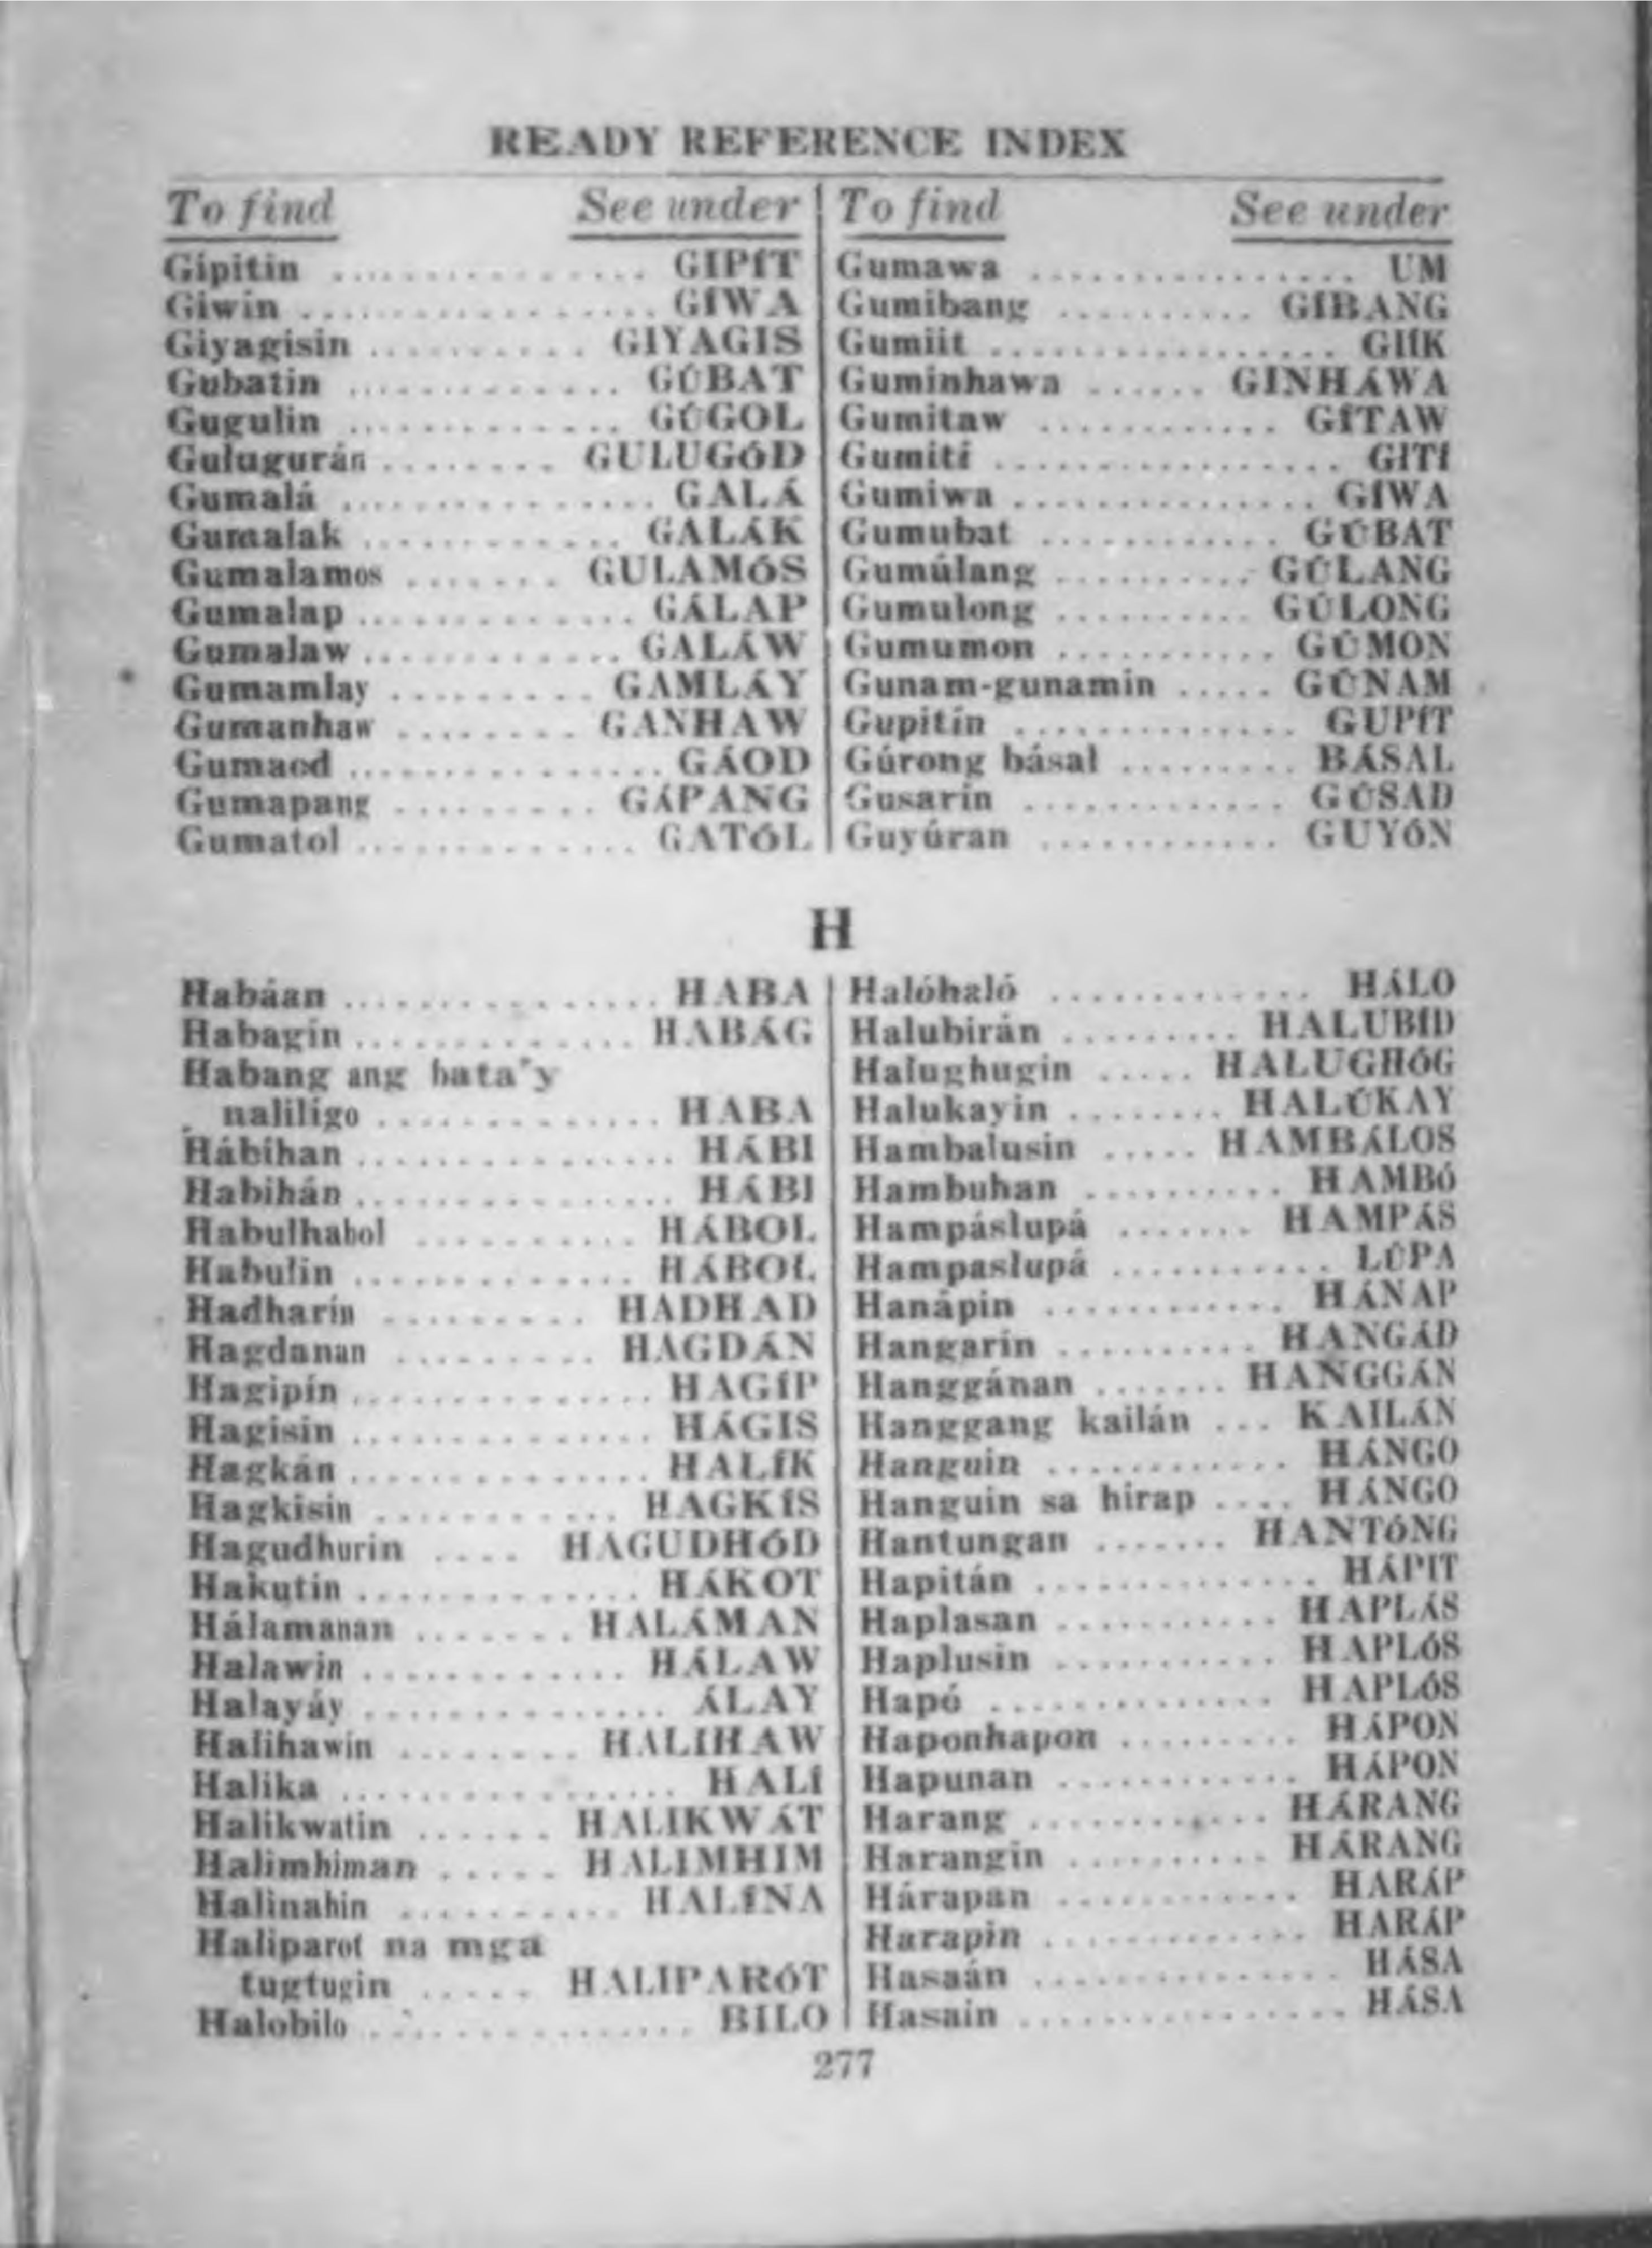 READY REFERENCE INDEX
To find See under
Gípitin ................ GIPÍT
Giwin .................. GÍWA
Giyagisin .......... GIYAGIS
Gubatin .............. GÚBAT
Gugulin .............. GÚGOL
Gulugurán ......... GULUGÓD
Gumalá ................ GALÁ
Gumalak ............. GALÁK
Gumalamos ....... GULAMÓS
Gumalap .............. GÁLAP
Gumalaw ............. GALÁW
Gumamlay .......... GAMLÁY
Gumanhaw ........ GANHAW
Gumaod ................ GÁOD
Gumapang .......... GÁPANG
Gumatol .............. GATÓL
To find See under
Gumawa ................ UM
Gumibang .......... GÍBANG
Gumiit .................. GIÍK
Guminhawa ...... GINHÁWA
Gumitaw ............ GÍTAW
Gumití .................. GITÍ
Gumiwa ................ GÍWA
Gumubat ............ GÚBAT
Gumúlang .......... GÚLANG
Gumulong .......... GÚLONG
Gumumon ........... GÚMON
Gunam-gunamin ..... GÚNAM
Gupitin .............. GUPÍT
Gúrong básal ......... BÁSAL
Gusarin ............. GÚSAD
Guyúran ............ GUYÓN
H
Habáan ................ HABA
Habagin .............. HABÁG
Habang ang bata'y
naliligo .............. HABA
Hábihan ................ HÁBI
Habihán ................ HÁBI
Habulhabol ........... HÁBOL
Habulin .............. HÁBOL
Hadharin .......... HADHAD
Hagdanan .......... HAGDÁN
Hagipin ............... HAGÍP
Hagisin ............... HÁGIS
Hagkán ............... HALÍK
Hagkisin ............ HAGKÍS
Hagudhurin .... HAGUDHÓD
Hakutin .............. HÁKOT
Hálamanan ....... HALÁMAN
Halawin ............. HÁLAW
Halayáy ............... ÁLAY
Halihawin ......... HALIHAW
Halika ................. HALÍ
Halikwatin ...... HALIKWÁT
Halimhiman ..... HALIMHIM
Halinahin .......... HALÍNA
Haliparot na mga
tugtugin ..... HALIPARÓT
Halobilo ................ BILO
Halóhaló ............. HÁLO
Halubirán ......... HALUBÍD
Halughugin ..... HALUGHÓG
Halukayin ........ HALÚKAY
Hambalusin ..... HAMBÁLOS
Hambuhan .......... HAMBÓ
Hampáslupá ....... HAMPÁS
Hampaslupá ........... LÚPA
Hanápin ............ HÁNAP
Hangarin .......... HANGÁD
Hanggánan ....... HANGGÁN
Hanggang kailán ... KAILÁN
Hanguin ............ HÁNGO
Hanguin sa hirap .... HÁNGO
Hantungan ....... HANTÓNG
Hapitán .............. HÁPIT
Haplasan ........... HAPLÁS
Haplusin ........... HAPLÓS
Hapó .............. HAPLÓS
Haponhapon ......... HÁPON
Hapunan ............ HÁPON
Harang ............ HÁRANG
Harangin .......... HÁRANG
Hárapan ............ HARÁP
Harapin ............. HARÁP
Hasaán ............... HÁSA
Hasain ................ HÁSA
277